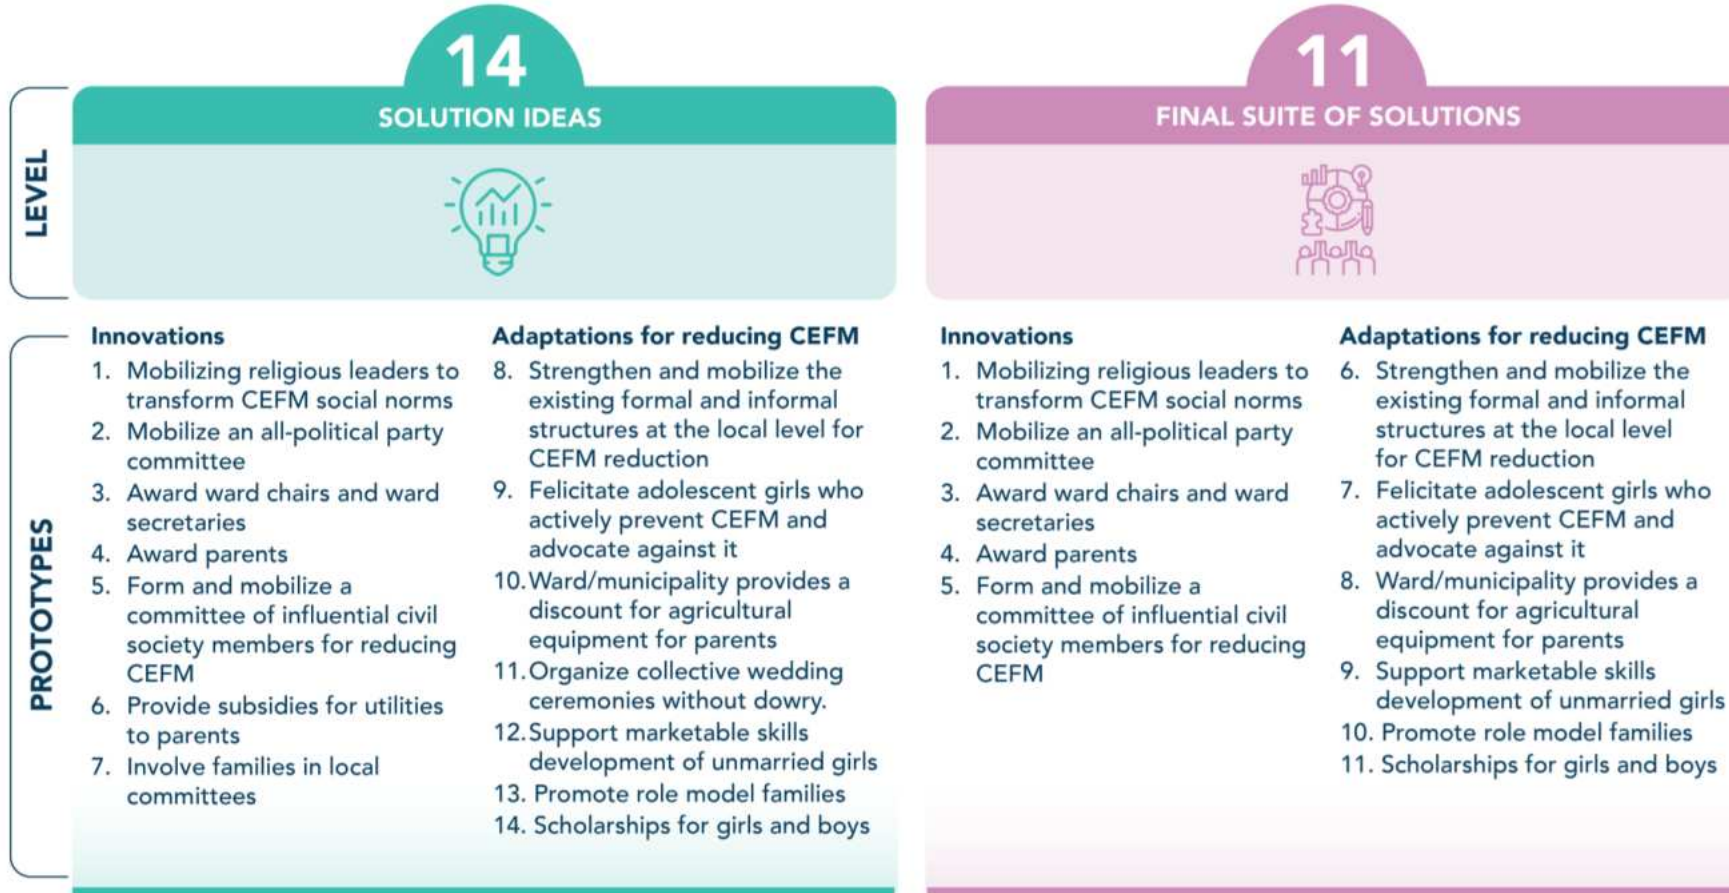 14
SOLUTION IDEAS
LEVEL
PROTOTYPES
Innovations
1. Mobilizing religious leaders to
transform CEFM social norms
2. Mobilize an all-political party
committee
3. Award ward chairs and ward
secretaries
4. Award parents
5. Form and mobilize a
committee of influential civil
society members for reducing
CEFM
6. Provide subsidies for utilities
to parents
7. Involve families in local
committees
Adaptations for reducing CEFM
8. Strengthen and mobilize the
existing formal and informal
structures at the local level for
CEFM reduction
9. Felicitate adolescent girls who
actively prevent CEFM and
advocate against it
10.Ward/municipality provides a
discount for agricultural
equipment for parents
11.Organize collective wedding
ceremonies without dowry.
12.Support marketable skills
development of unmarried girls
13. Promote role model families
14. Scholarships for girls and boys
11
FINAL SUITE OF SOLUTIONS
Innovations
1. Mobilizing religious leaders to
transform CEFM social norms
2. Mobilize an all-political party
committee
3. Award ward chairs and ward
secretaries
4. Award parents
5. Form and mobilize a
committee of influential civil
society members for reducing
CEFM
Adaptations for reducing CEFM
6. Strengthen and mobilize the
existing formal and informal
structures at the local level
for CEFM reduction
7. Felicitate adolescent girls who
actively prevent CEFM and
advocate against it
8. Ward/municipality provides a
discount for agricultural
equipment for parents
9. Support marketable skills
development of unmarried girls
10. Promote role model families
11. Scholarships for girls and boys